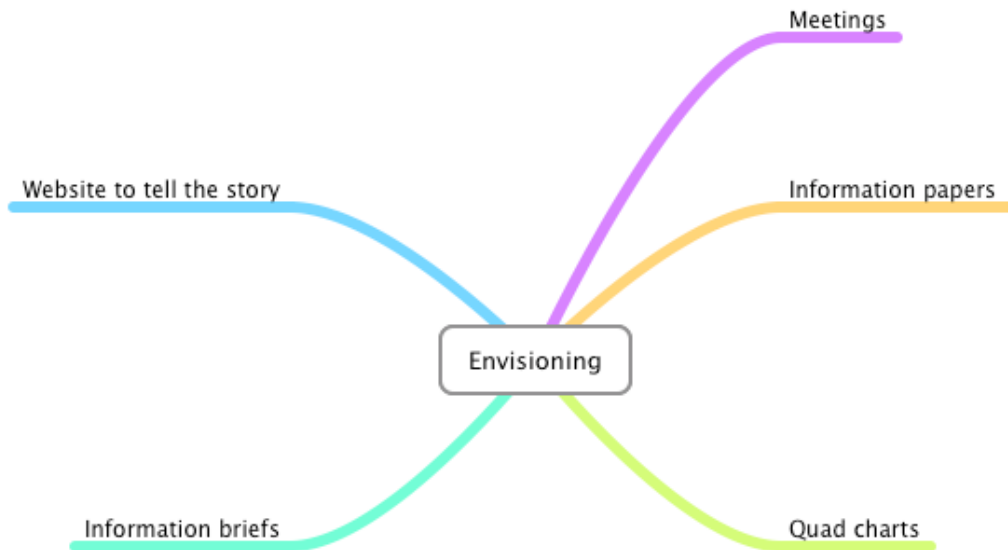 Meetings
Website to tell the story
Information papers
Envisioning
Information briefs
Quad charts